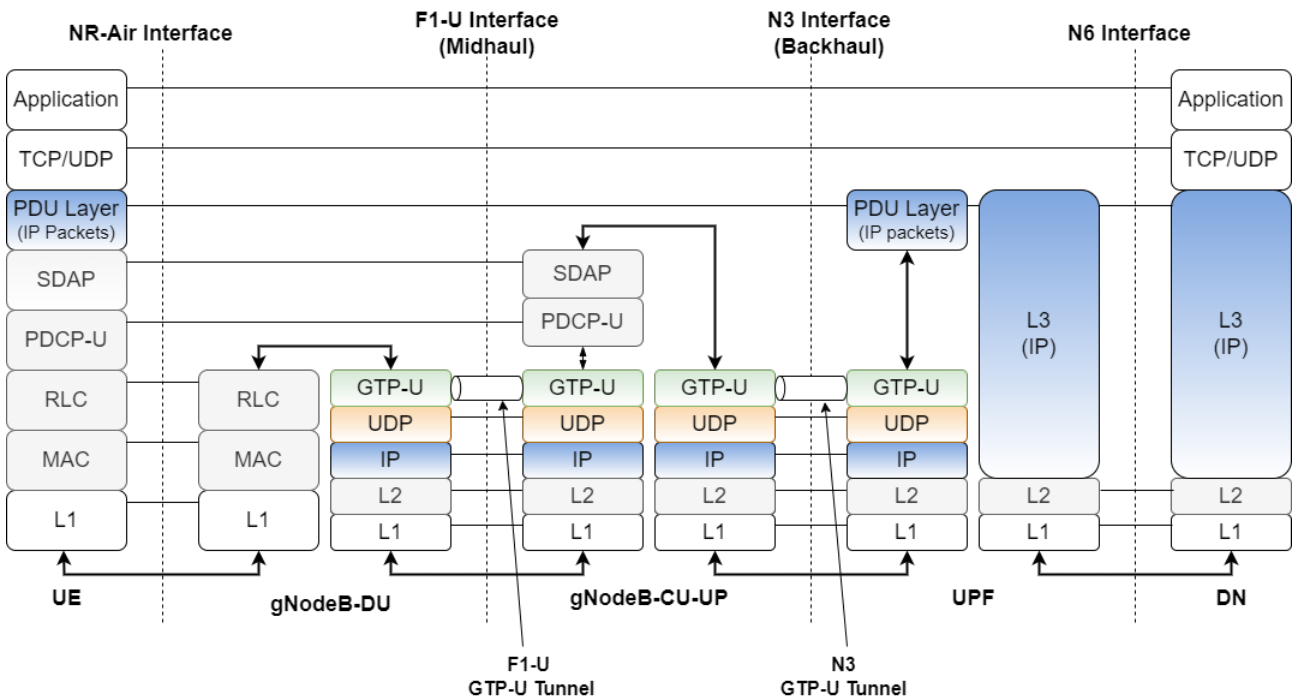 NR-Air Interface
F1-U Interface
(Midhaul)
N3 Interface
(Backhaul)
N6 Interface
Application
TCP/UDP
PDU Layer
(IP Packets)
SDAP
PDCP-U
RLC
MAC
L1
UE
RLC
MAC
L1
GTP-U
UDP
IP
L2
L1
gNodeB-DU
SDAP
PDCP-U
GTP-U
UDP
IP
L2
L1
GTP-U
UDP
IP
L2
L1
gNodeB-CU-UP
PDU Layer
(IP packets)
GTP-U
UDP
IP
L2
L1
L3
(IP)
L2
L1
UPF
Application
TCP/UDP
L3
(IP)
L2
L1
DN
F1-U
GTP-U Tunnel
N3
GTP-U Tunnel